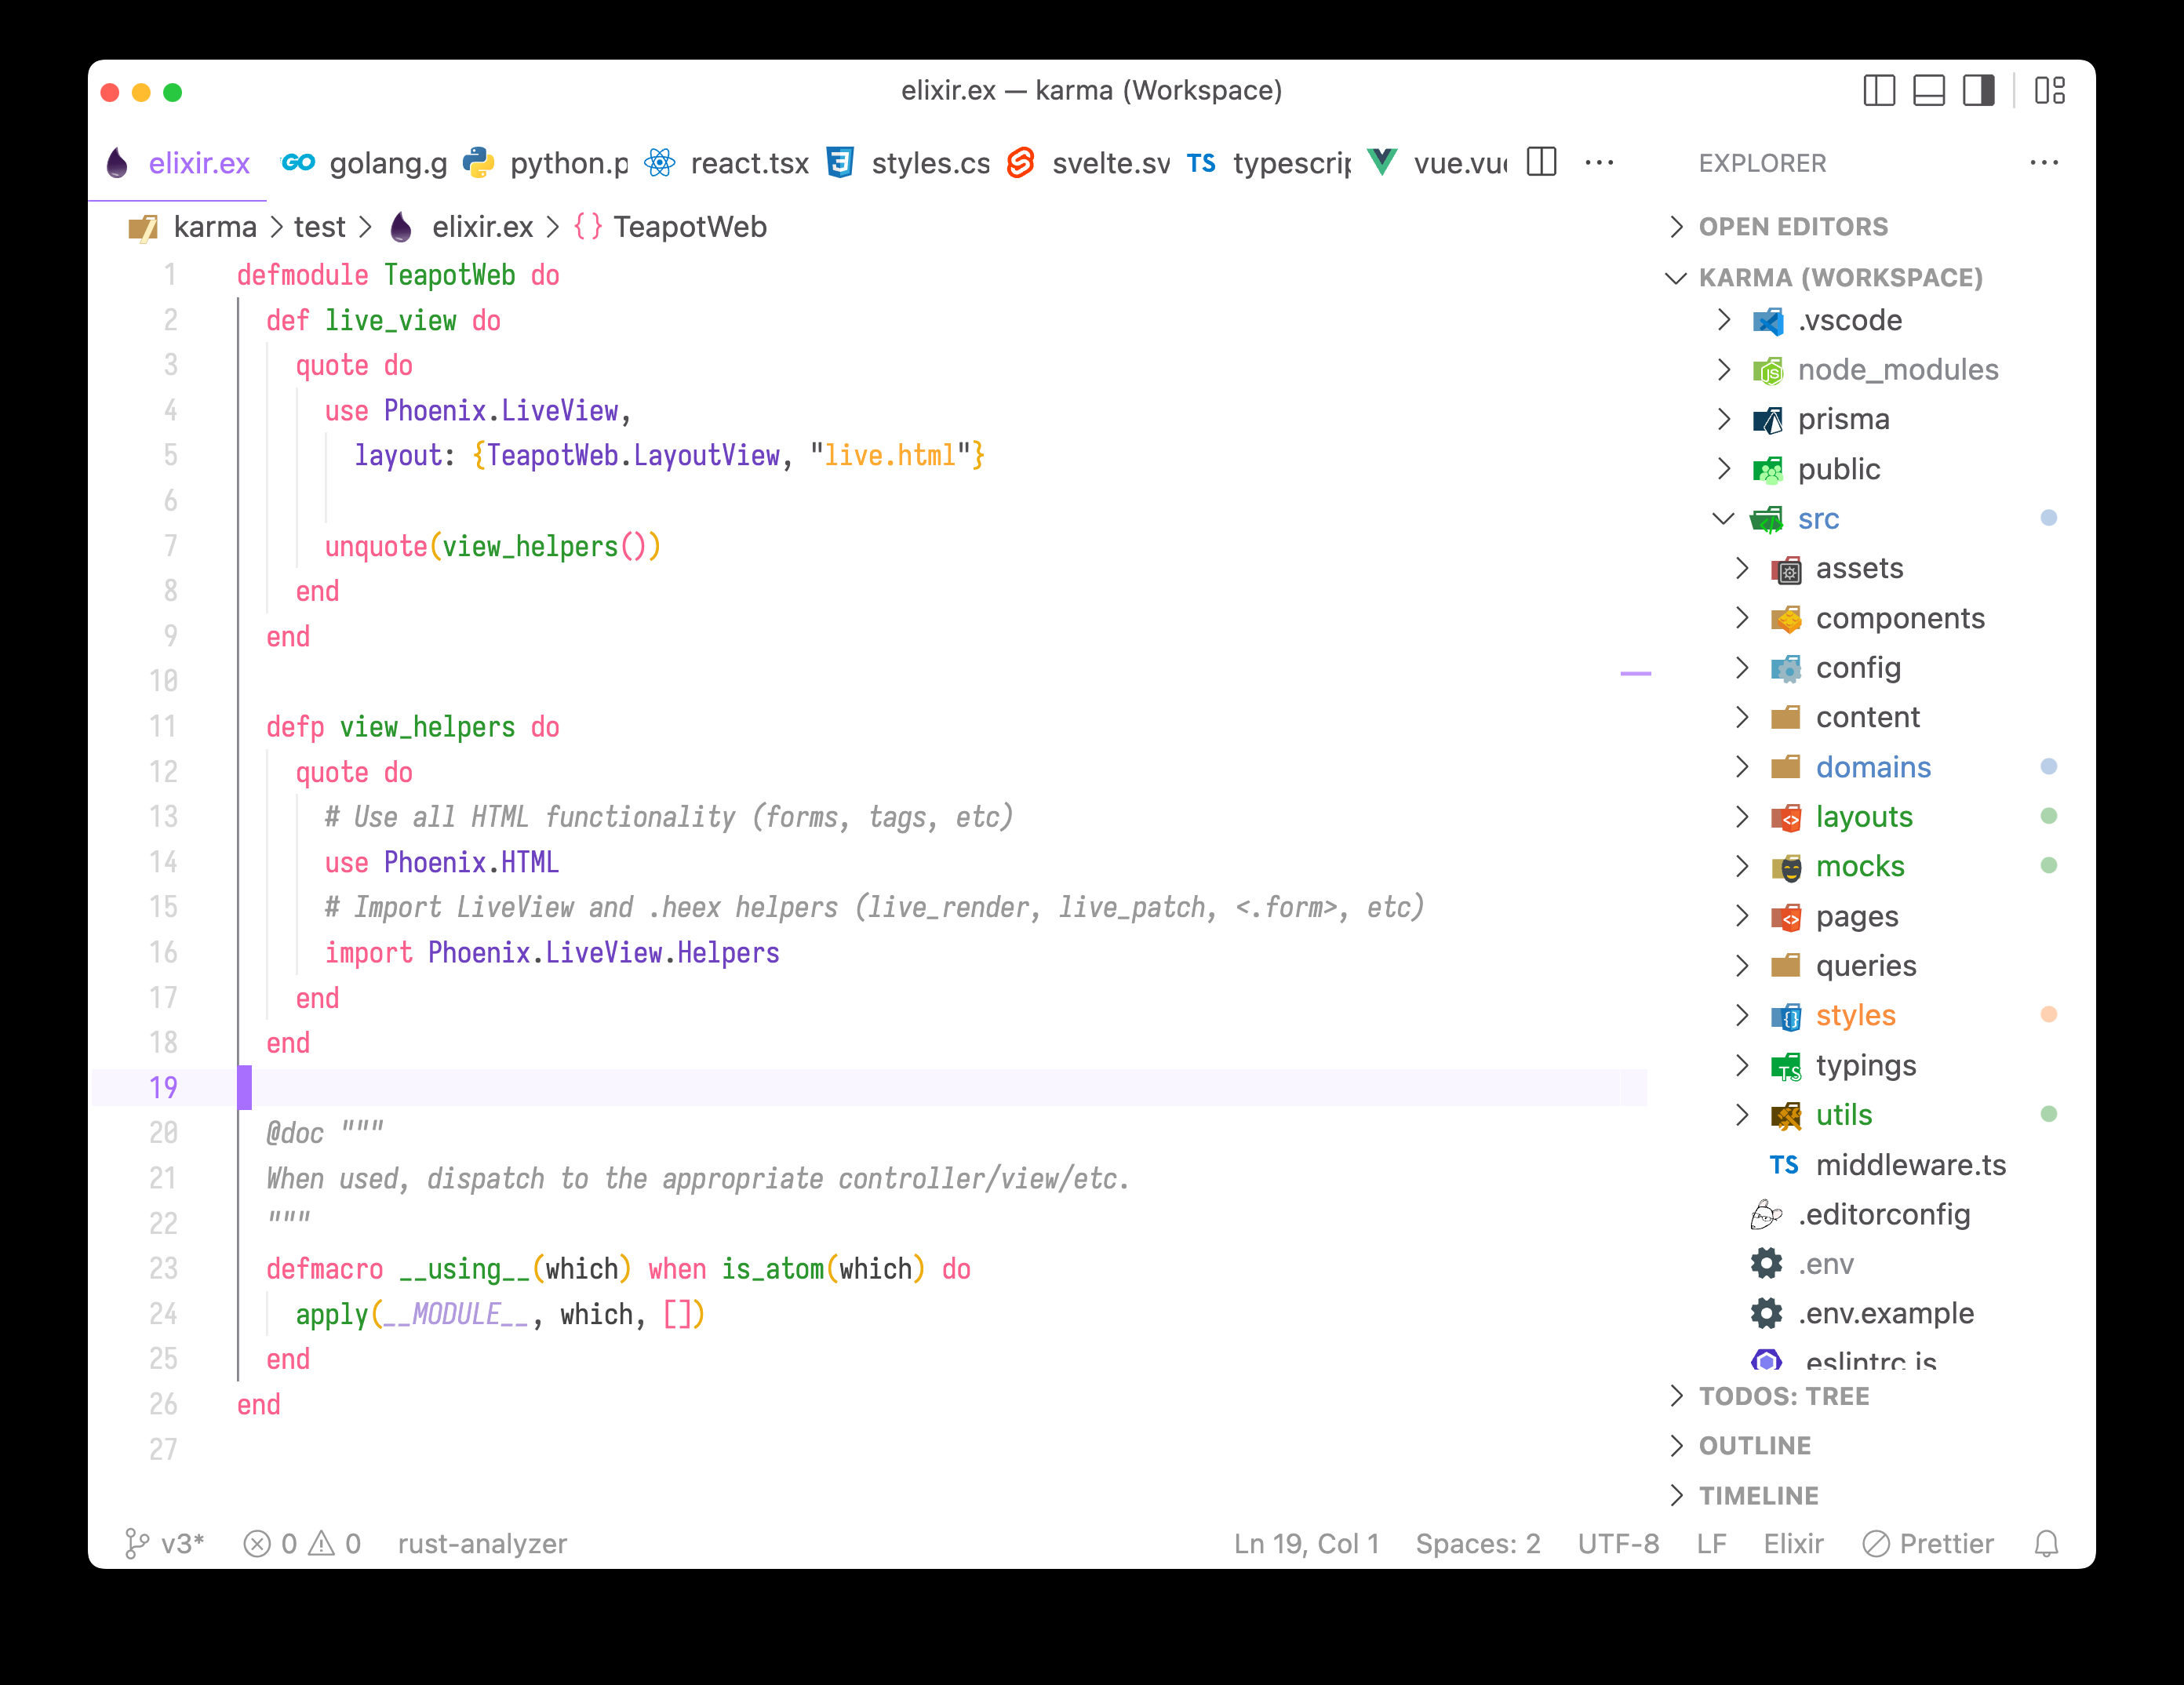 elixir.ex — karma (Workspace)
elixir.ex golang.g python.p react.tsx styles.cs svelte.sv TS typescrip vue.vu ···
karma > test > elixir.ex > {} TeapotWeb
1 defmodule TeapotWeb do
2 def live_view do
3 quote do
4 use Phoenix.LiveView,
5 layout: {TeapotWeb.LayoutView, "live.html"}
6
7 unquote(view_helpers())
8 end
9 end
10
11 defp view_helpers do
12 quote do
13 # Use all HTML functionality (forms, tags, etc)
14 use Phoenix.HTML
15 # Import LiveView and .heex helpers (live_render, live_patch, <.form>, etc)
16 import Phoenix.LiveView.Helpers
17 end
18 end
19
20 @doc """
21 When used, dispatch to the appropriate controller/view/etc.
22 """
23 defmacro __using__(which) when is_atom(which) do
24 apply(__MODULE__, which, [])
25 end
26 end
27
EXPLORER ···
OPEN EDITORS
KARMA (WORKSPACE)
.vscode
node_modules
prisma
public
src
assets
components
config
content
domains
layouts
mocks
pages
queries
styles
typings
utils
TS middleware.ts
.editorconfig
.env
.env.example
.eslintrc.js
TODOS: TREE
OUTLINE
TIMELINE
v3* 0 0 rust-analyzer Ln 19, Col 1 Spaces: 2 UTF-8 LF Elixir Prettier